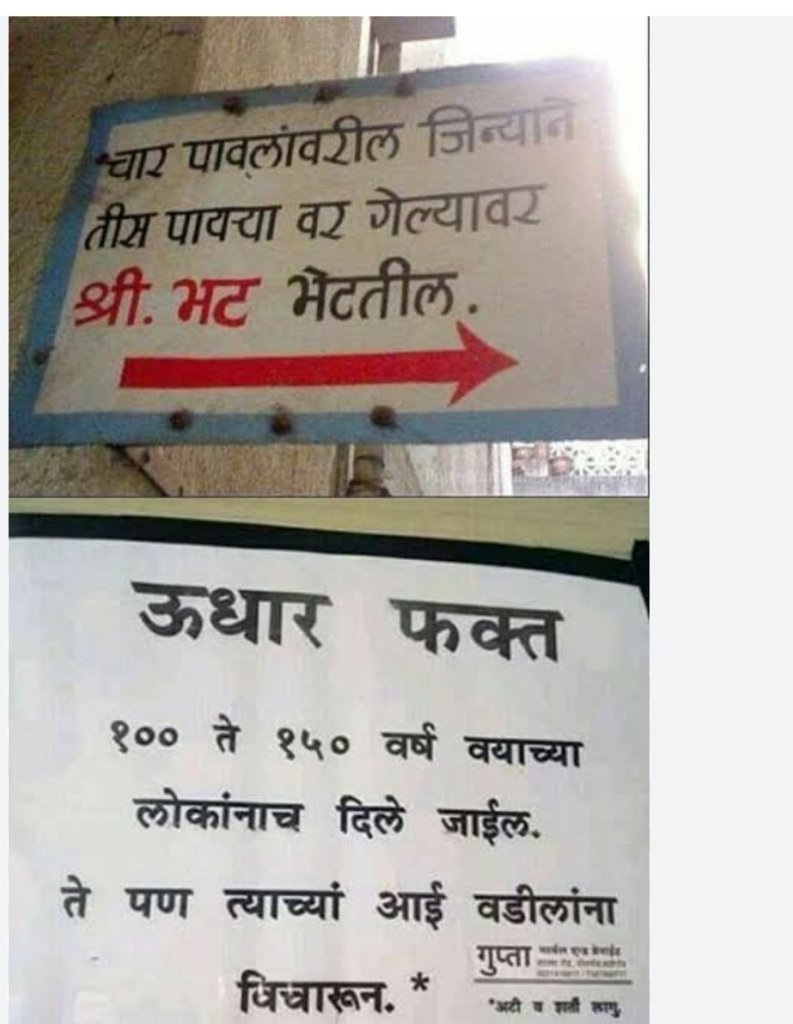 चार पावलांवरील जिन्याने
तीस पायऱ्या वर गेल्यावर
श्री. भट भेटतील.
ऊधार फक्त
१०० ते १५० वर्ष वयाच्या
लोकांनाच दिले जाईल.
ते पण त्याच्यां आई वडीलांना
विचारून. *
गुप्ता
*अटी व शर्ती लागु.